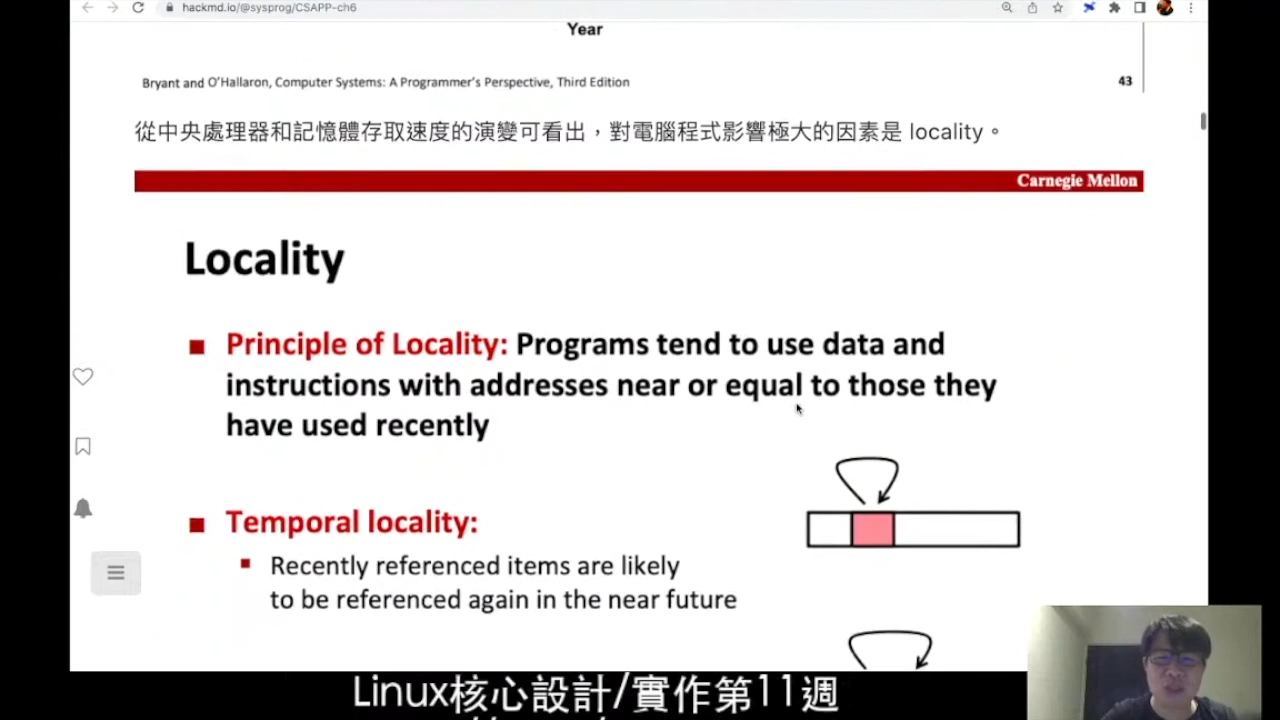 hackmd.io/@sysprog/CSAPP-ch6
Year
Bryant and O'Hallaron, Computer Systems: A Programmer's Perspective, Third Edition
43
從中央處理器和記憶體存取速度的演變可看出，對電腦程式影響極大的因素是 locality。
Carnegie Mellon
Locality
Principle of Locality: Programs tend to use data and
instructions with addresses near or equal to those they
have used recently
Temporal locality:
Recently referenced items are likely
to be referenced again in the near future
Linux核心設計/實作第11週